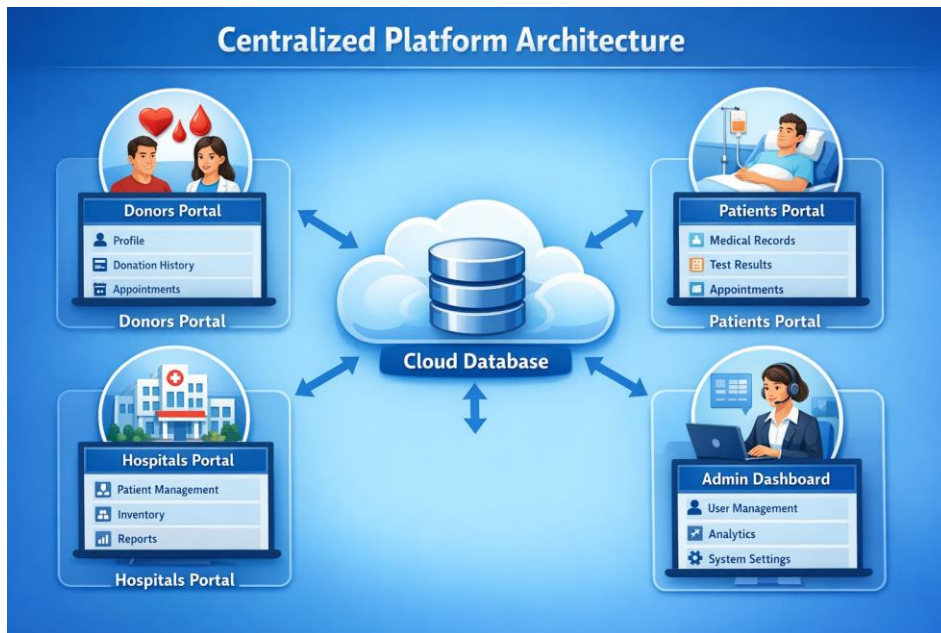 Centralized Platform Architecture
Donors Portal
Profile
Donation History
Appointments
Donors Portal
Patients Portal
Medical Records
Test Results
Appointments
Patients Portal
Cloud Database
Hospitals Portal
Patient Management
Inventory
Reports
Hospitals Portal
Admin Dashboard
User Management
Analytics
System Settings